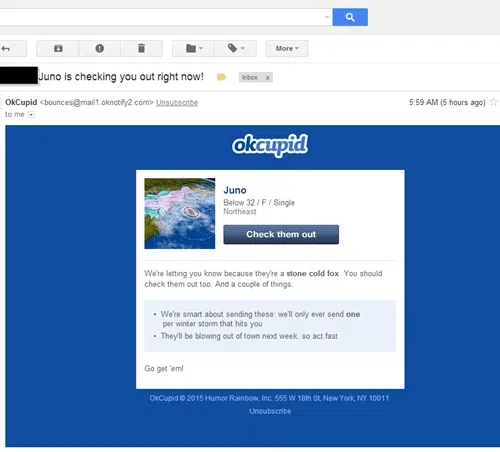 More
Juno is checking you out right now!
Inbox x
OkCupid <bounces@mail1.oknotify2.com> Unsubscribe
5:59 AM (5 hours ago)
to me
okcupid
Juno
Below 32 / F / Single
Northeast
Check them out
We're letting you know because they're a stone cold fox. You should
check them out too. And a couple of things:
• We're smart about sending these: we'll only ever send one
per winter storm that hits you
• They'll be blowing out of town next week, so act fast
Go get 'em!
OkCupid © 2015 Humor Rainbow, Inc. 555 W 18th St, New York, NY 10011
Unsubscribe